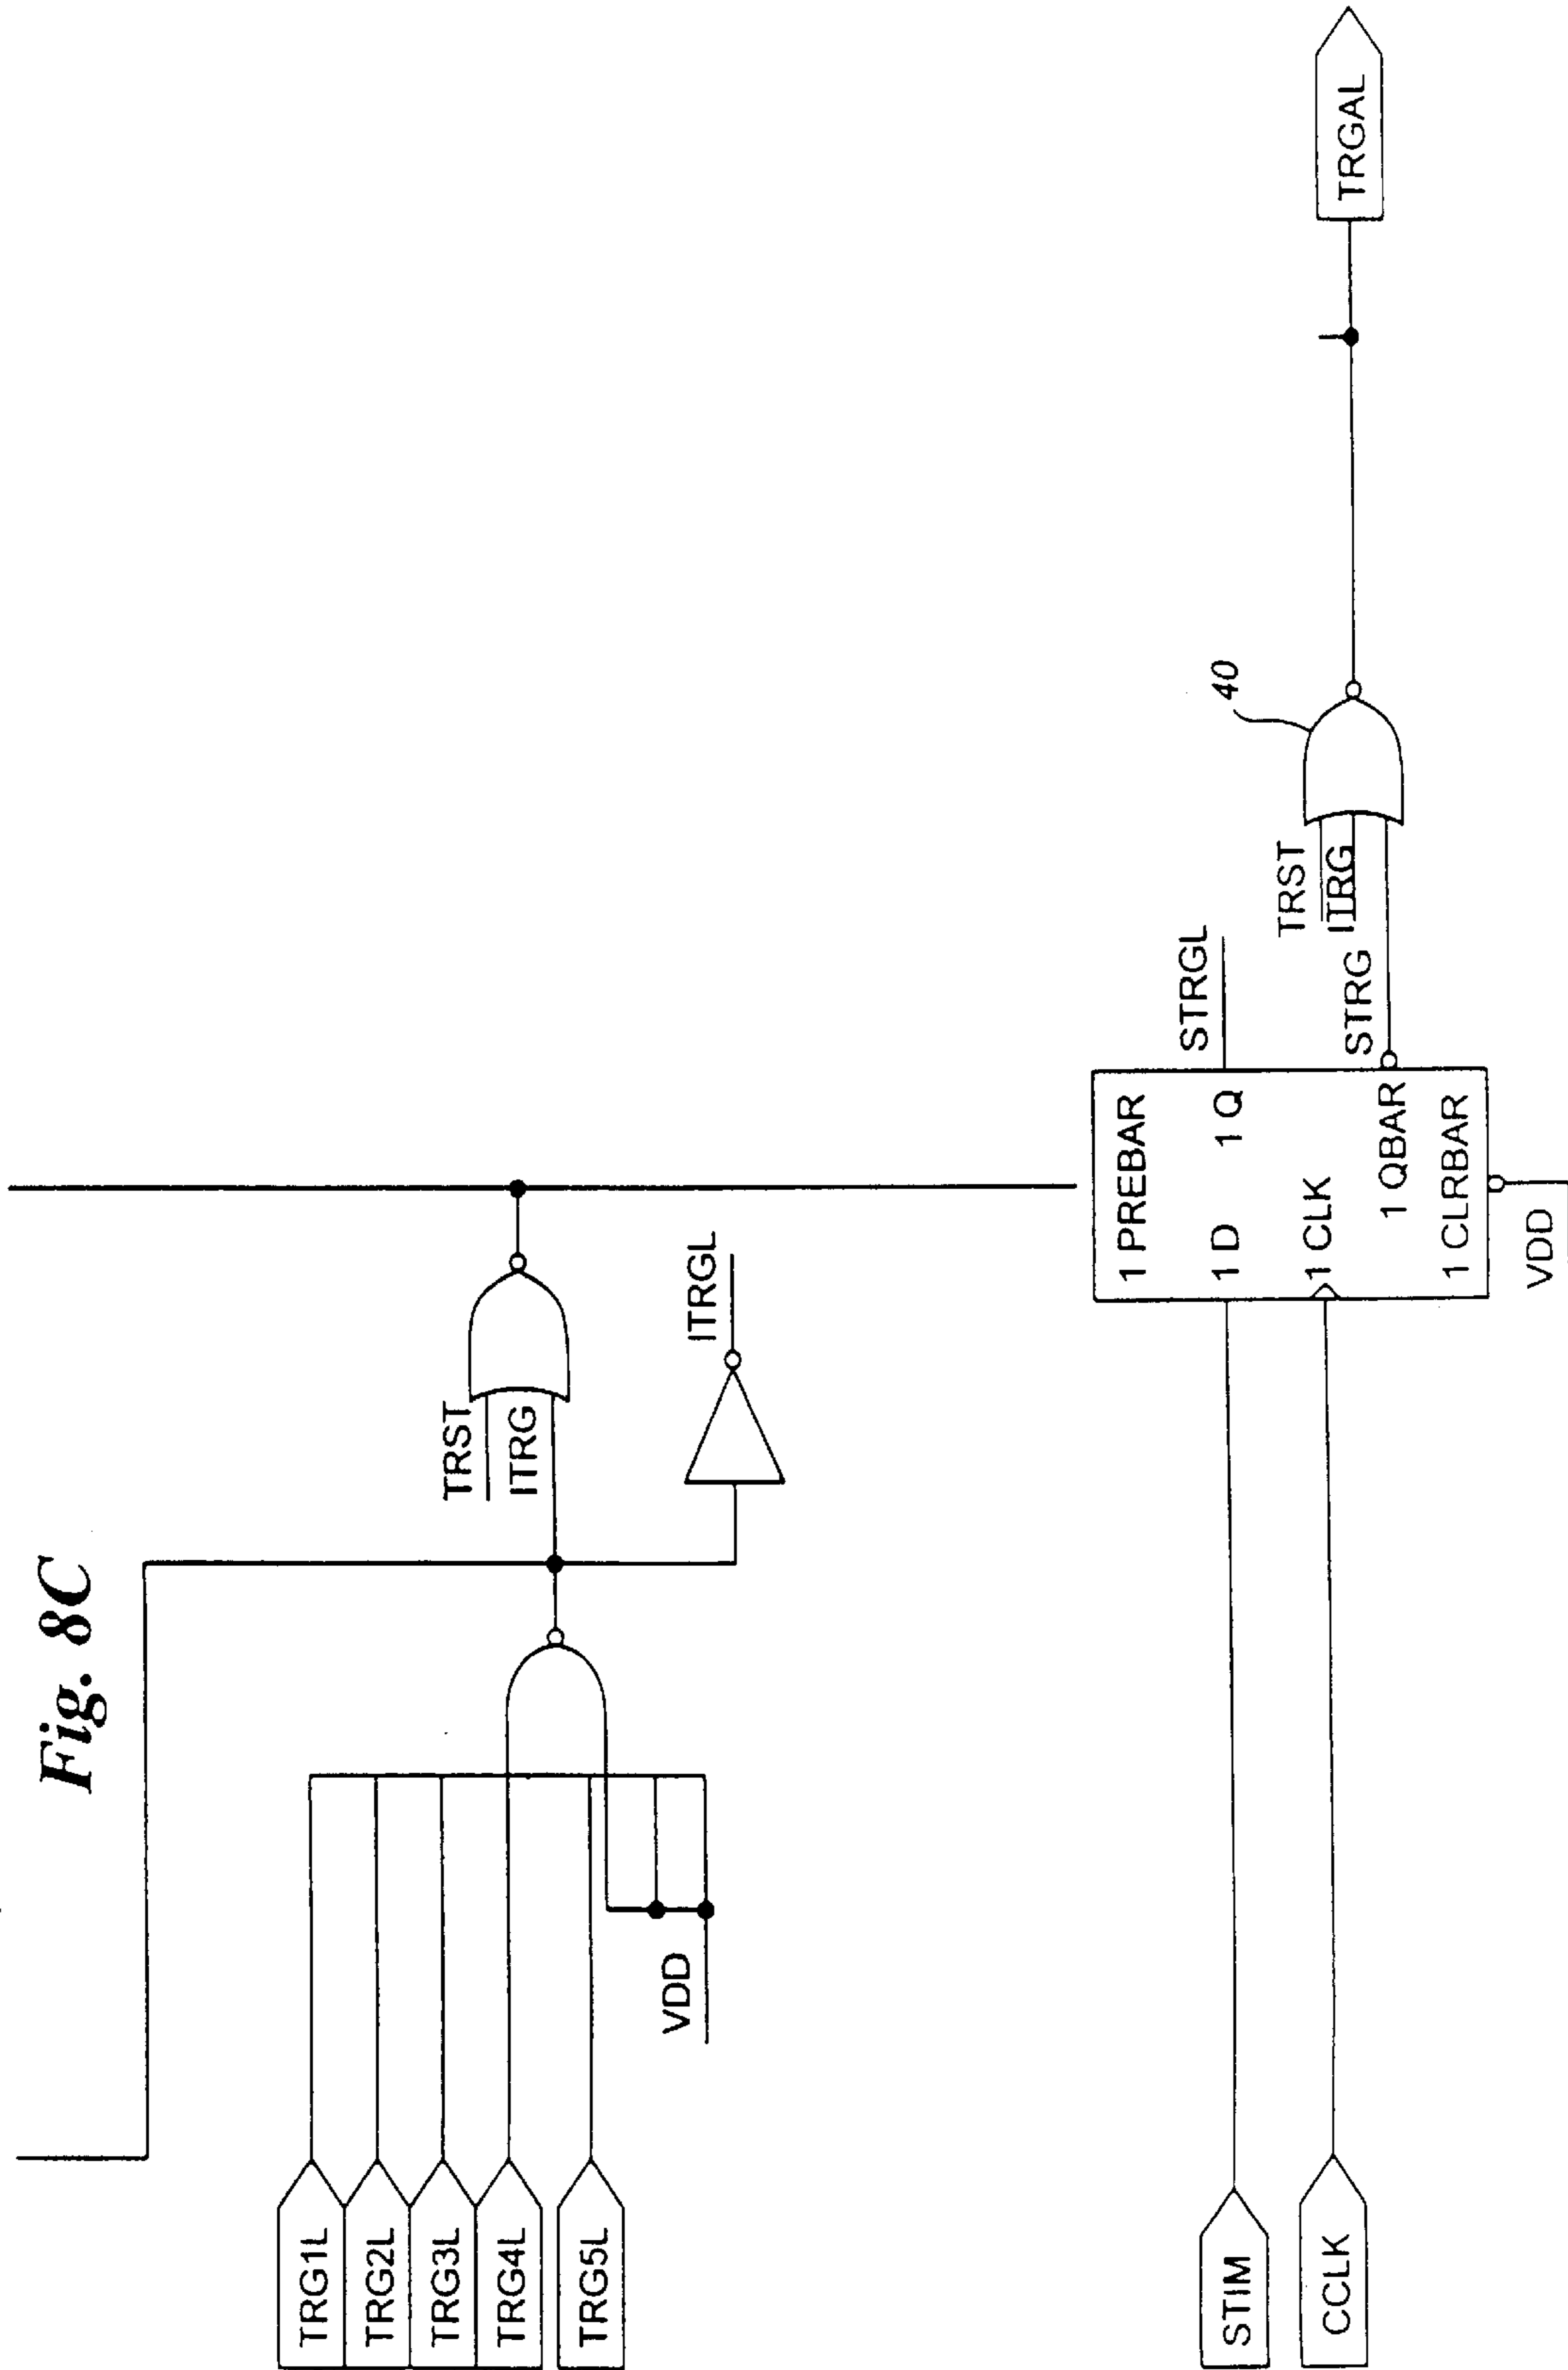 Fig. 8C
TRG1L
TRG2L
TRG3L
TRG4L
TRG5L
VDD
TRST
ITRG
ITRGL
STIM
CCLK
1 PREBAR
1 D
1 Q
1 CLK
1 QBAR
1 CLRBAR
VDD
STRGL
STRG
TRST
IIRG
40
TRGAL